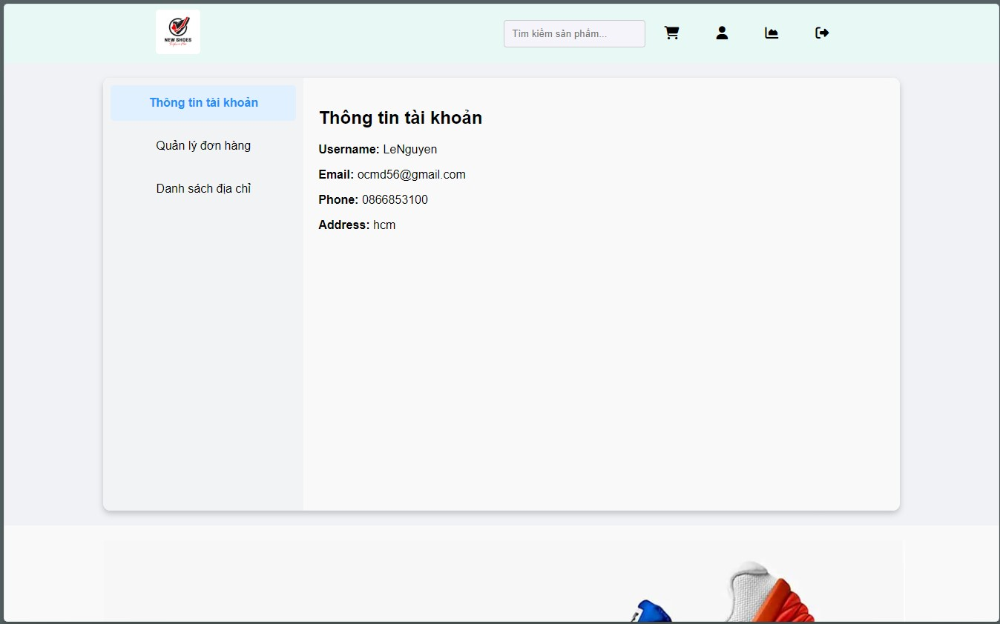 NEW SHOES
Tìm kiếm sản phẩm...
Thông tin tài khoản
Quản lý đơn hàng
Danh sách địa chỉ
Thông tin tài khoản
Username: LeNguyen
Email: ocmd56@gmail.com
Phone: 0866853100
Address: hcm